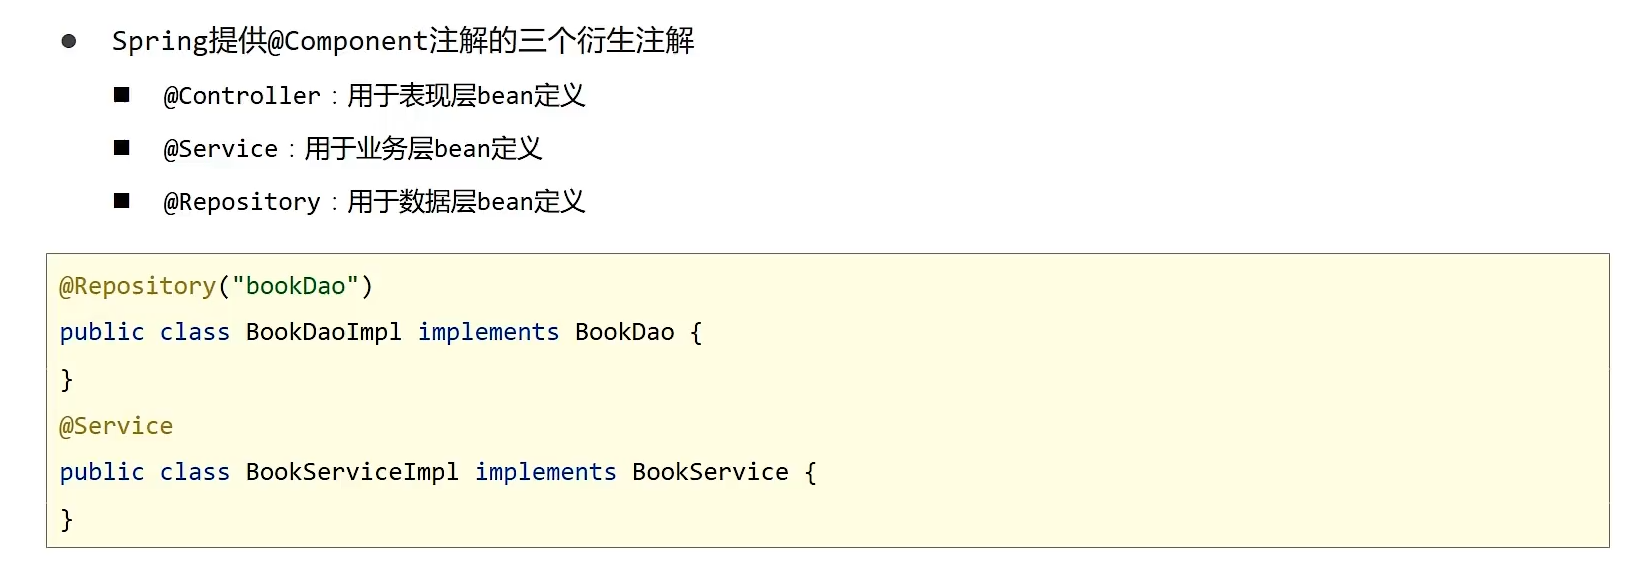 Spring提供@Component注解的三个衍生注解
@Controller：用于表现层bean定义
@Service：用于业务层bean定义
@Repository：用于数据层bean定义
@Repository("bookDao")
public class BookDaoImpl implements BookDao {
}
@Service
public class BookServiceImpl implements BookService {
}